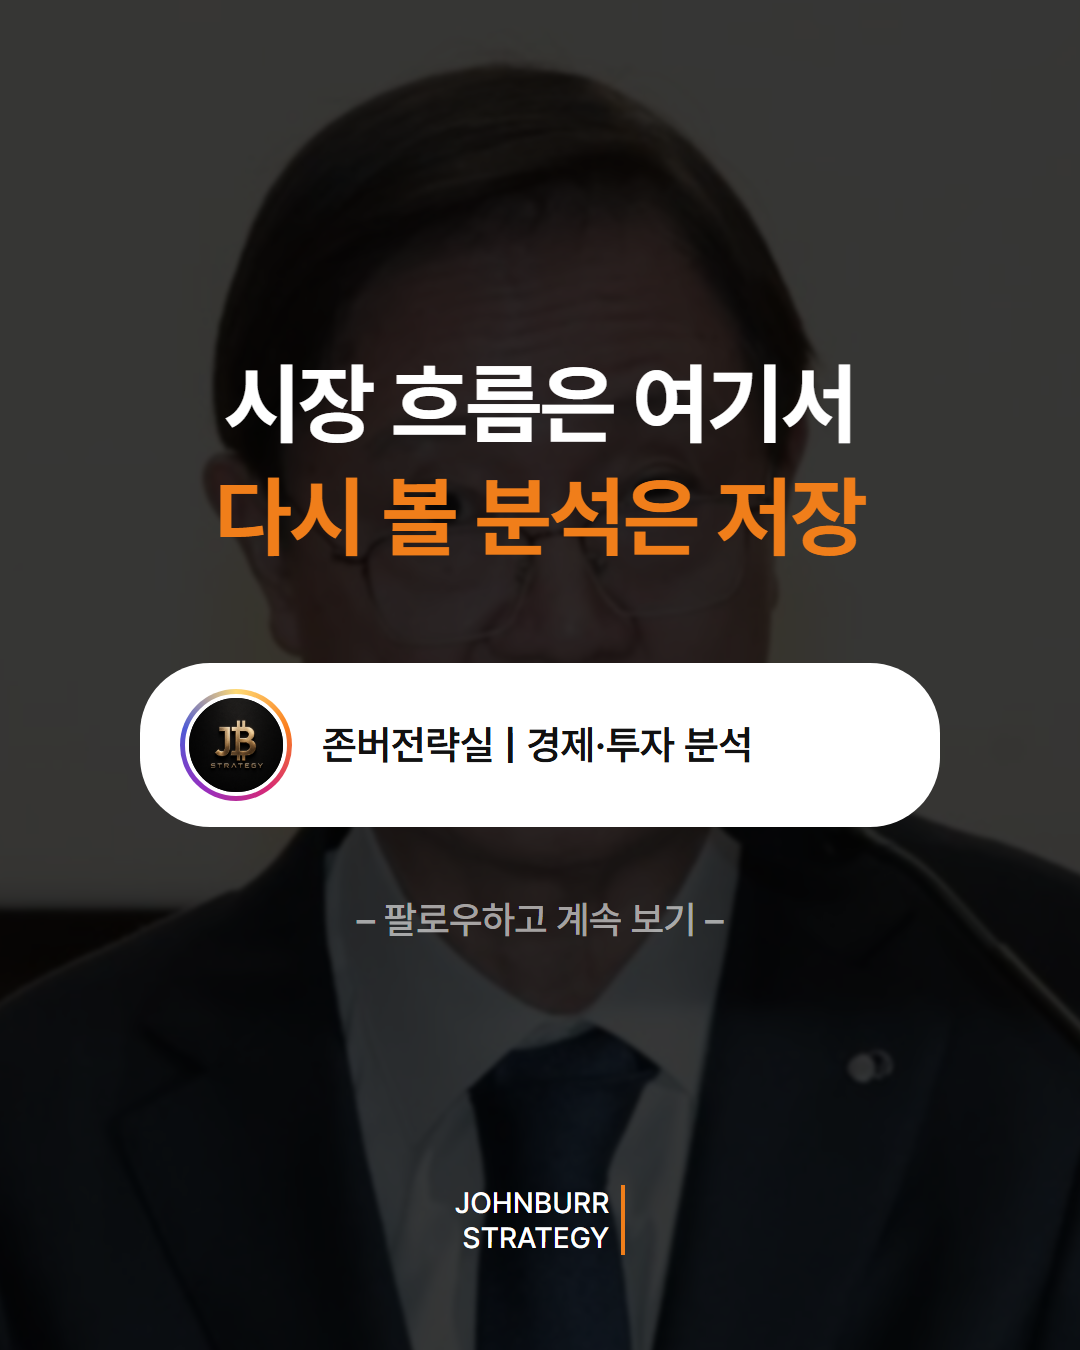 시장 흐름은 여기서
다시 볼 분석은 저장
JB
STRATEGY
존버전략실 | 경제·투자 분석
– 팔로우하고 계속 보기 –
JOHNBURR
STRATEGY